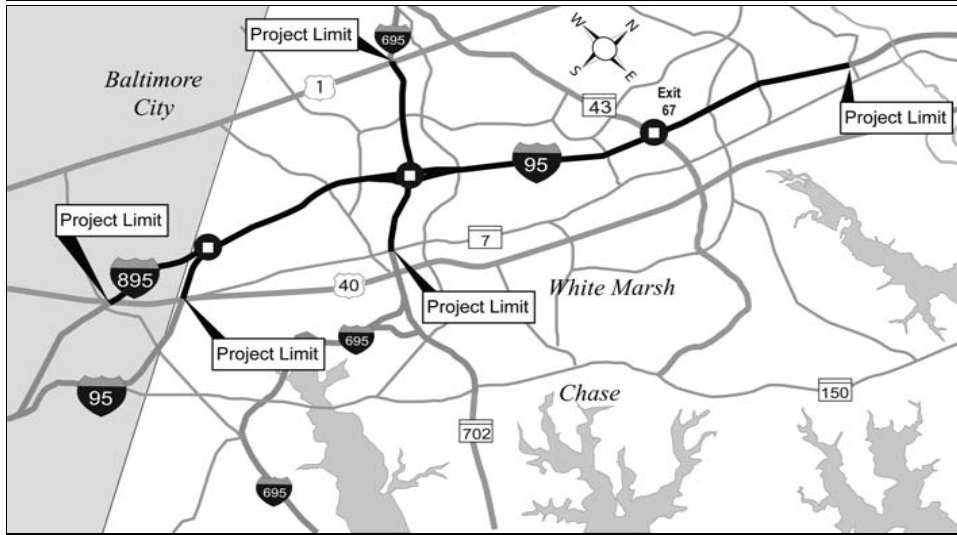 Project Limit
695
W
N
S
E
Baltimore
City
1
Exit
67
43
Project Limit
95
Project Limit
7
895
40
White Marsh
Project Limit
695
Project Limit
95
Chase
150
702
695